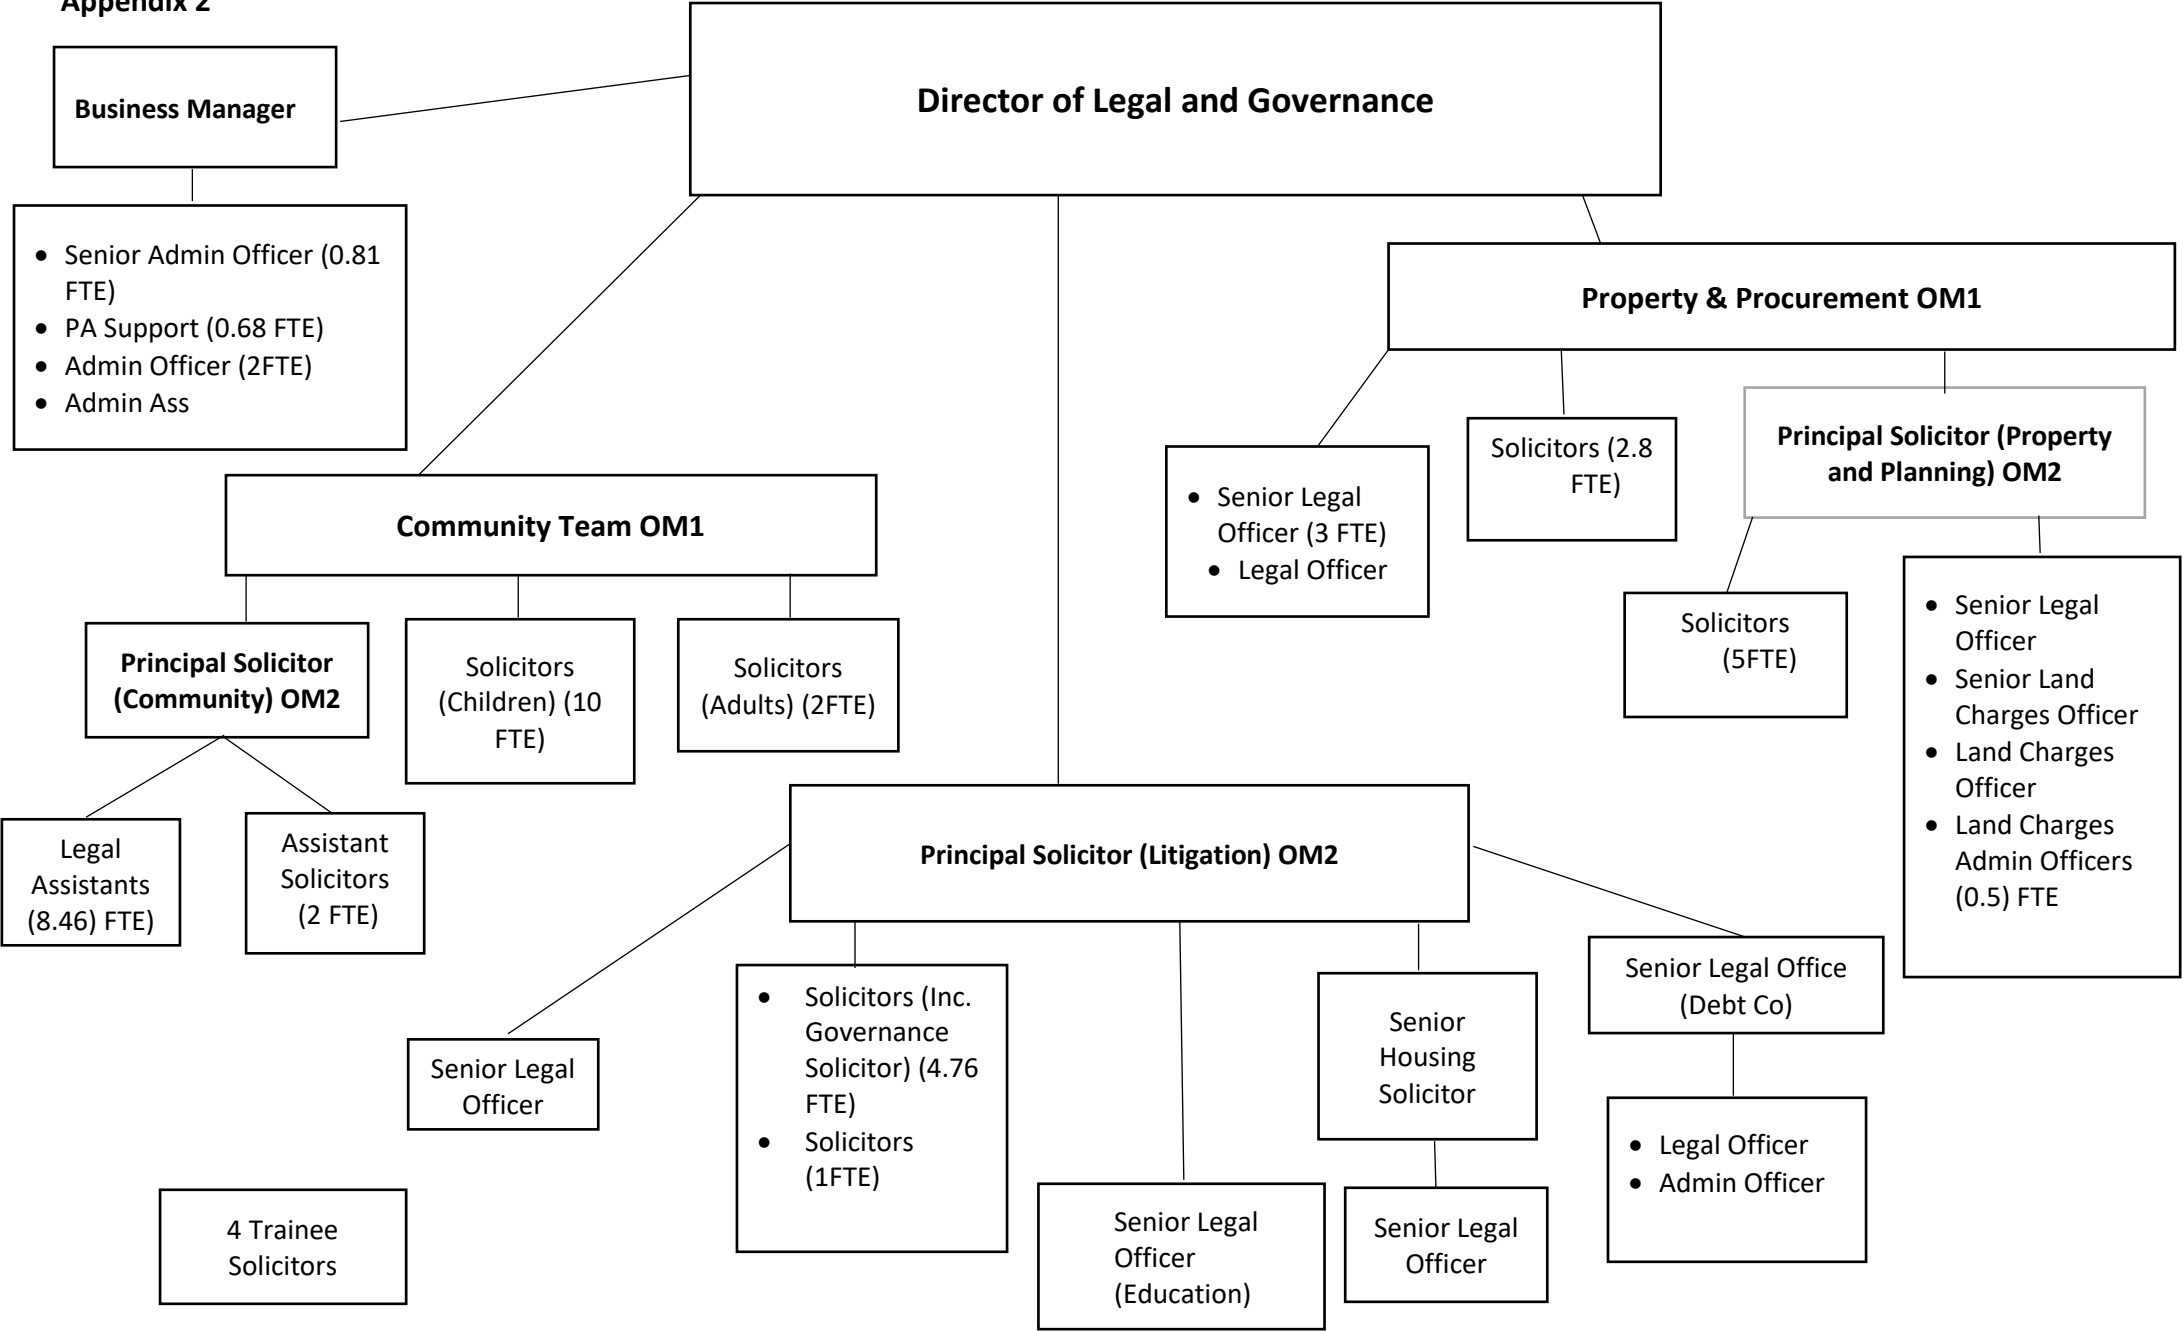 Appendix 2
Director of Legal and Governance
Business Manager
• Senior Admin Officer (0.81
FTE)
• PA Support (0.68 FTE)
• Admin Officer (2FTE)
• Admin Ass
Property & Procurement OM1
• Senior Legal
Officer (3 FTE)
• Legal Officer
Solicitors (2.8
FTE)
Principal Solicitor (Property
and Planning) OM2
Solicitors
(5FTE)
• Senior Legal
Officer
• Senior Land
Charges Officer
• Land Charges
Officer
• Land Charges
Admin Officers
(0.5) FTE
Community Team OM1
Principal Solicitor
(Community) OM2
Solicitors
(Children) (10
FTE)
Solicitors
(Adults) (2FTE)
Legal
Assistants
(8.46) FTE)
Assistant
Solicitors
(2 FTE)
Principal Solicitor (Litigation) OM2
Senior Legal
Officer
• Solicitors (Inc.
Governance
Solicitor) (4.76
FTE)
• Solicitors
(1FTE)
Senior Legal
Officer
(Education)
Senior
Housing
Solicitor
Senior Legal
Officer
Senior Legal Office
(Debt Co)
• Legal Officer
• Admin Officer
4 Trainee
Solicitors